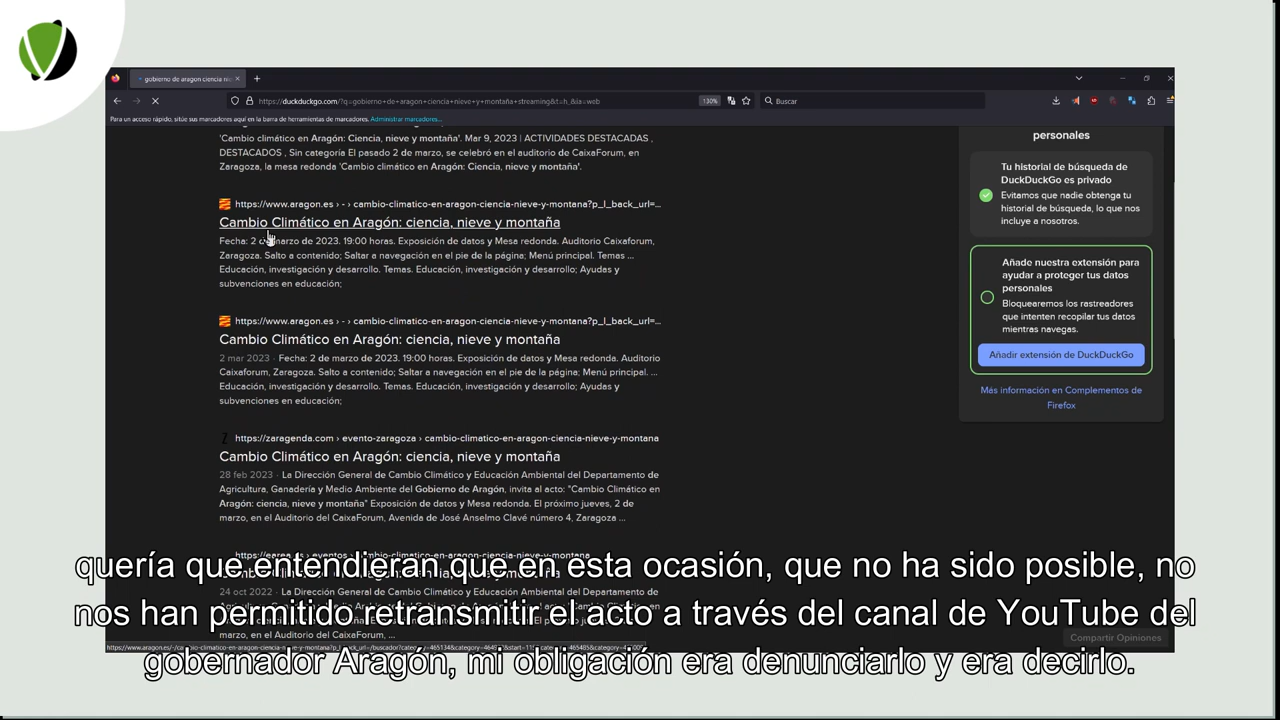 gobierno de aragon ciencia nie
https://duckduckgo.com/?q=gobierno+de+aragon+ciencia+nieve+y+montaña+streaming&t=h_&ia=web
130%
Buscar
Para un acceso rápido, sitúe sus marcadores aquí en la barra de herramientas de marcadores. Administrar marcadores...
'Cambio climático en Aragón: Ciencia, nieve y montaña'. Mar 9, 2023 | ACTIVIDADES DESTACADAS ,
DESTACADOS , Sin categoría El pasado 2 de marzo, se celebró en el auditorio de CaixaForum, en
Zaragoza, la mesa redonda 'Cambio climático en Aragón: Ciencia, nieve y montaña'.
https://www.aragon.es › - › cambio-climatico-en-aragon-ciencia-nieve-y-montana?p_l_back_url=...
Cambio Climático en Aragón: ciencia, nieve y montaña
Fecha: 2 de marzo de 2023. 19:00 horas. Exposición de datos y Mesa redonda. Auditorio Caixaforum,
Zaragoza. Salto a contenido; Saltar a navegación en el pie de la página; Menú principal. Temas ...
Educación, investigación y desarrollo. Temas. Educación, investigación y desarrollo; Ayudas y
subvenciones en educación;
https://www.aragon.es › - › cambio-climatico-en-aragon-ciencia-nieve-y-montana?p_l_back_url=...
Cambio Climático en Aragón: ciencia, nieve y montaña
2 mar 2023 · Fecha: 2 de marzo de 2023. 19:00 horas. Exposición de datos y Mesa redonda. Auditorio
Caixaforum, Zaragoza. Salto a contenido; Saltar a navegación en el pie de la página; Menú principal. ...
Educación, investigación y desarrollo. Temas. Educación, investigación y desarrollo; Ayudas y
subvenciones en educación;
https://zaragenda.com › evento-zaragoza › cambio-climatico-en-aragon-ciencia-nieve-y-montana
Cambio Climático en Aragón: ciencia, nieve y montaña
28 feb 2023 · La Dirección General de Cambio Climático y Educación Ambiental del Departamento de
Agricultura, Ganadería y Medio Ambiente del Gobierno de Aragón, invita al acto: "Cambio Climático en
Aragón: ciencia, nieve y montaña" Exposición de datos y Mesa redonda. El próximo jueves, 2 de
marzo, en el Auditorio del CaixaForum, Avenida de José Anselmo Clavé número 4, Zaragoza ...
24 oct 2022
personales
Tu historial de búsqueda de
DuckDuckGo es privado
Evitamos que nadie obtenga tu
historial de búsqueda, lo que nos
incluye a nosotros.
Añade nuestra extensión para
ayudar a proteger tus datos
personales
Bloquearemos los rastreadores
que intenten recopilar tus datos
mientras navegas.
Añadir extensión de DuckDuckGo
Más información en Complementos de
Firefox
Compartir Opiniones
quería que entendieran que en esta ocasión, que no ha sido posible, no
nos han permitido retransmitir el acto a través del canal de YouTube del
gobernador Aragón, mi obligación era denunciarlo y era decirlo.